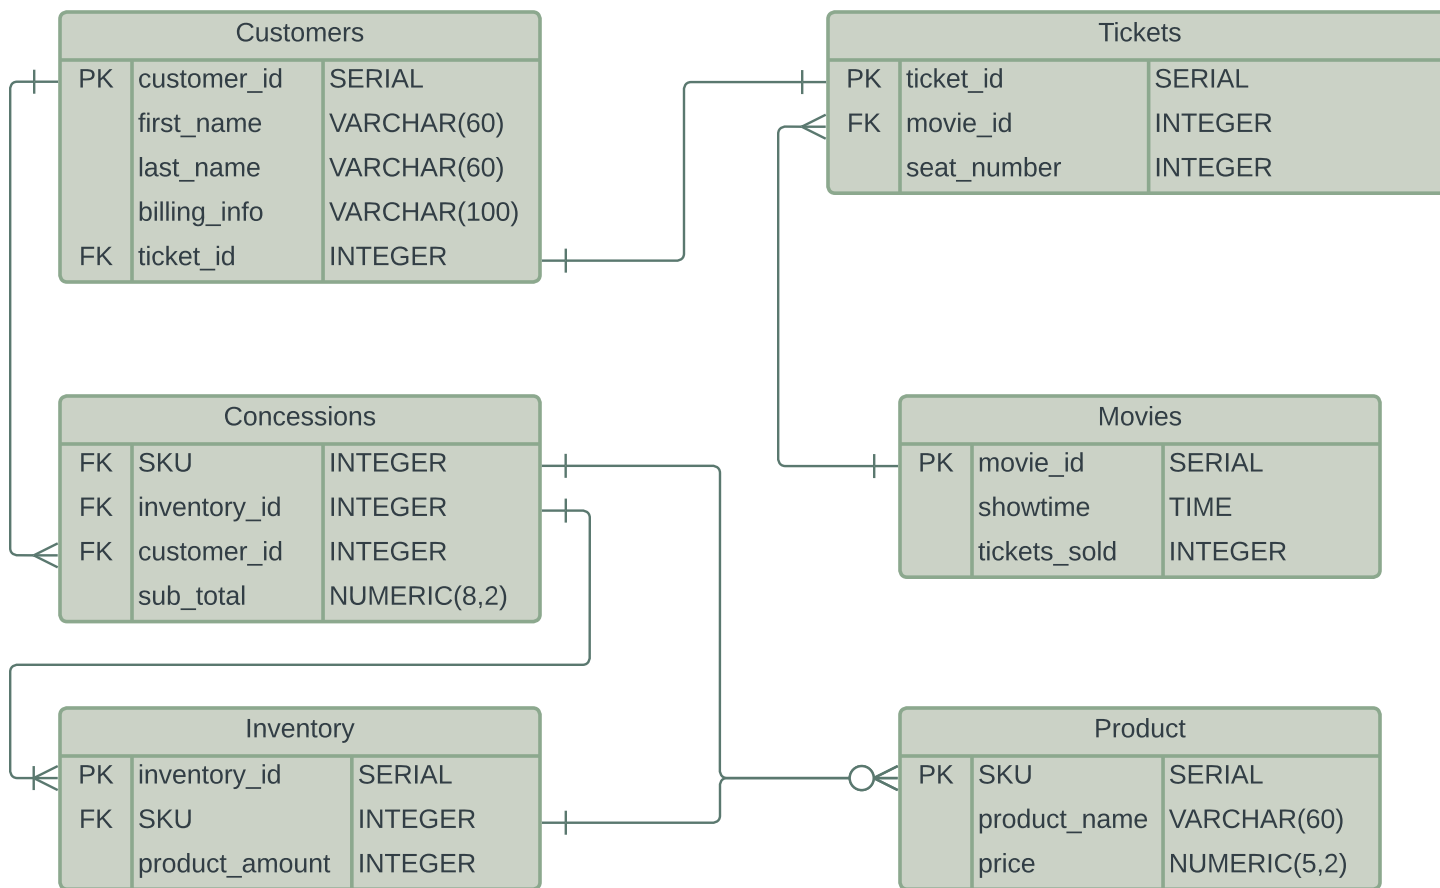 Customers
PK customer_id SERIAL
first_name VARCHAR(60)
last_name VARCHAR(60)
billing_info VARCHAR(100)
FK ticket_id INTEGER
Tickets
PK ticket_id SERIAL
FK movie_id INTEGER
seat_number INTEGER
Concessions
FK SKU INTEGER
FK inventory_id INTEGER
FK customer_id INTEGER
sub_total NUMERIC(8,2)
Movies
PK movie_id SERIAL
showtime TIME
tickets_sold INTEGER
Inventory
PK inventory_id SERIAL
FK SKU INTEGER
product_amount INTEGER
Product
PK SKU SERIAL
product_name VARCHAR(60)
price NUMERIC(5,2)